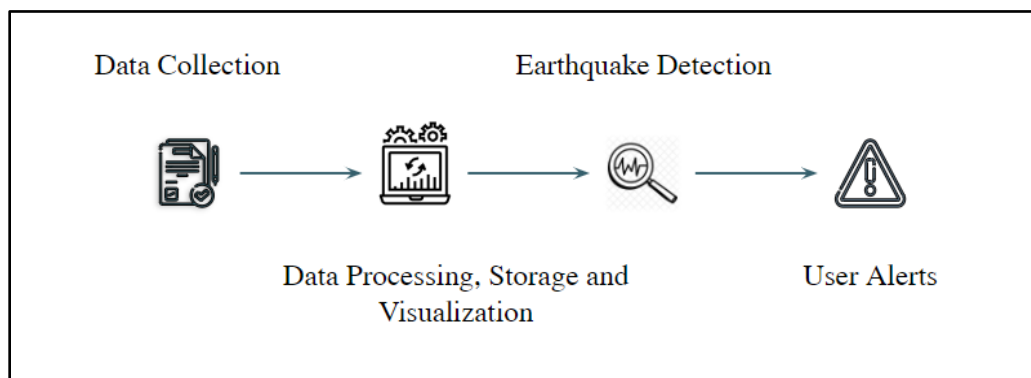 Data Collection
Earthquake Detection
Data Processing, Storage and
Visualization
User Alerts